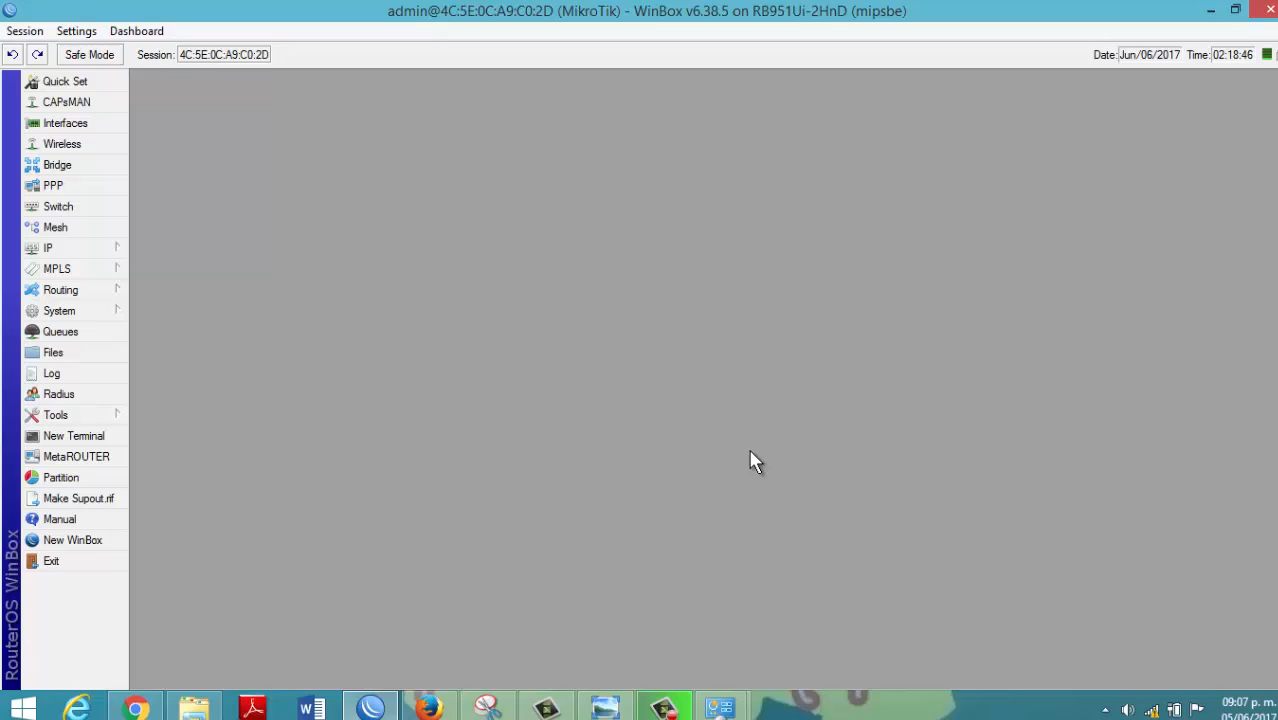 admin@4C:5E:0C:A9:C0:2D (MikroTik) - WinBox v6.38.5 on RB951Ui-2HnD (mipsbe)
Session Settings Dashboard
Safe Mode Session: 4C:5E:0C:A9:C0:2D Date: Jun/06/2017 Time: 02:18:46
Quick Set
CAPsMAN
Interfaces
Wireless
Bridge
PPP
Switch
Mesh
IP
MPLS
Routing
System
Queues
Files
Log
Radius
Tools
New Terminal
MetaROUTER
Partition
Make Supout.rif
Manual
New WinBox
Exit
RouterOS WinBox
09:07 p. m.
05/06/2017